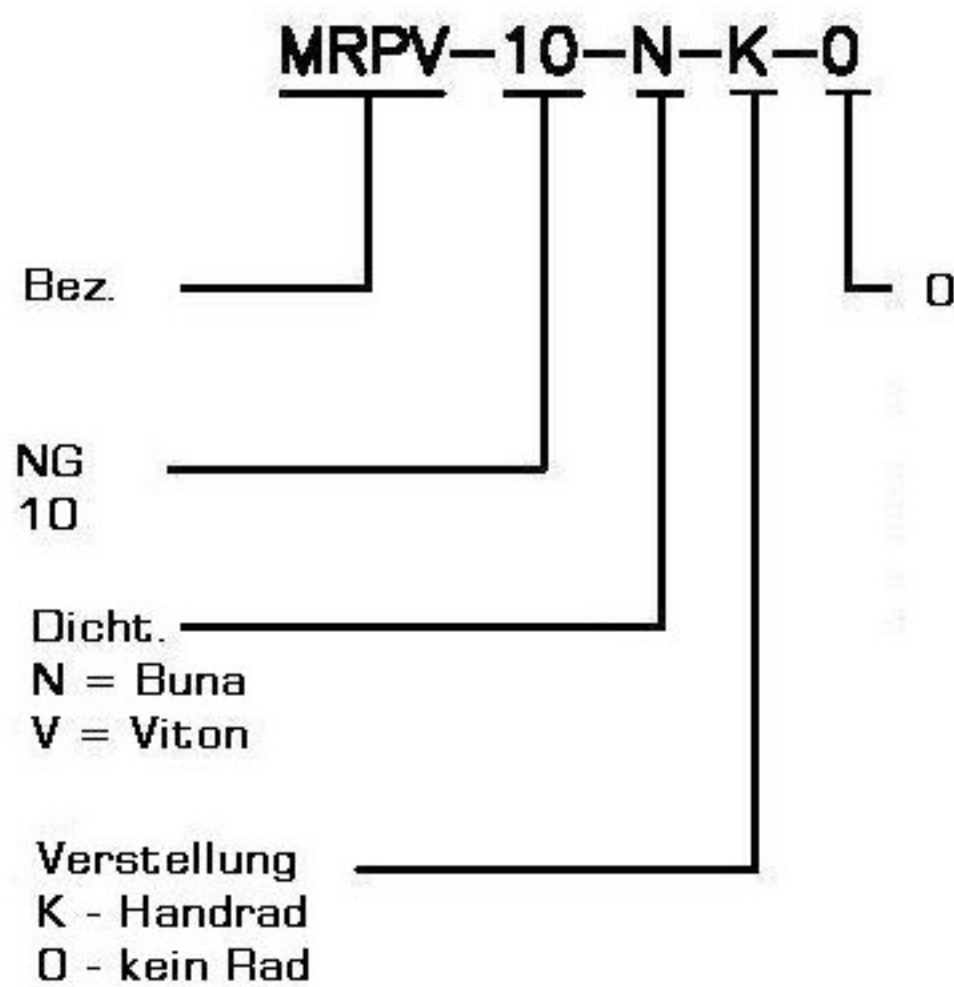 MRPV-10-N-K-0
Bez.
0
NG
10
Dicht.
N = Buna
V = Viton
Verstellung
K - Handrad
0 - kein Rad